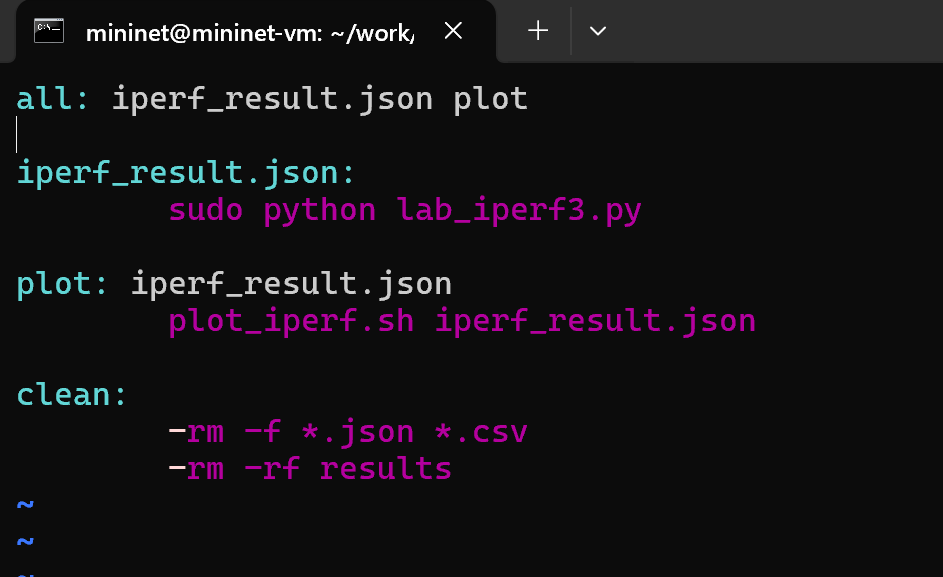 mininet@mininet-vm: ~/work/
all: iperf_result.json plot
iperf_result.json:
sudo python lab_iperf3.py
plot: iperf_result.json
plot_iperf.sh iperf_result.json
clean:
-rm -f *.json *.csv
-rm -rf results
~
~
~